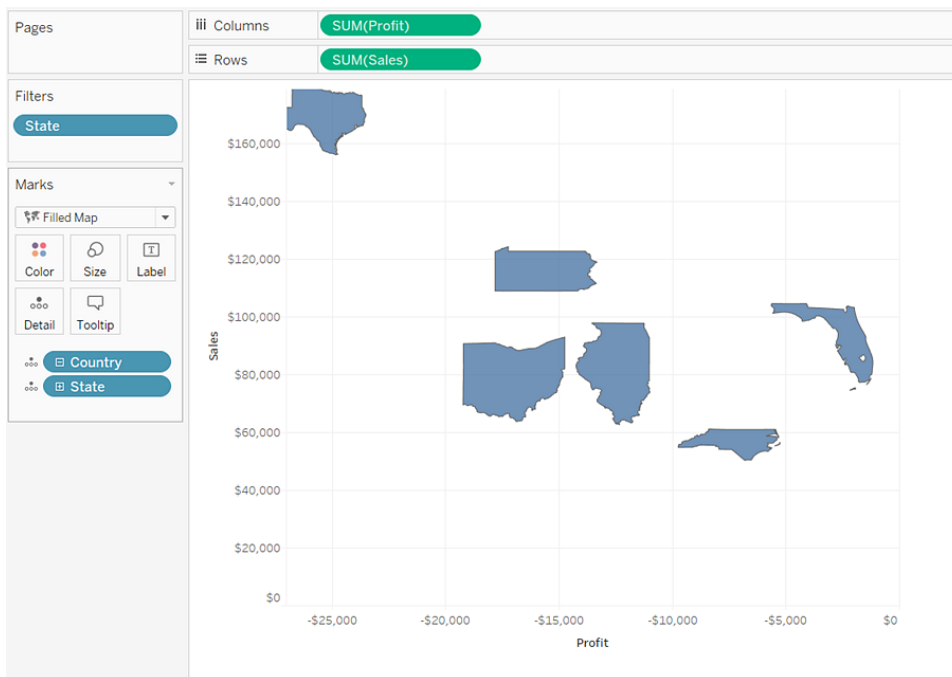 Pages
Columns
SUM(Profit)
Rows
SUM(Sales)
Filters
State
Marks
Filled Map
Color
Size
Label
Detail
Tooltip
Country
State
Sales
$160,000
$140,000
$120,000
$100,000
$80,000
$60,000
$40,000
$20,000
$0
-$25,000 -$20,000 -$15,000 -$10,000 -$5,000 $0
Profit